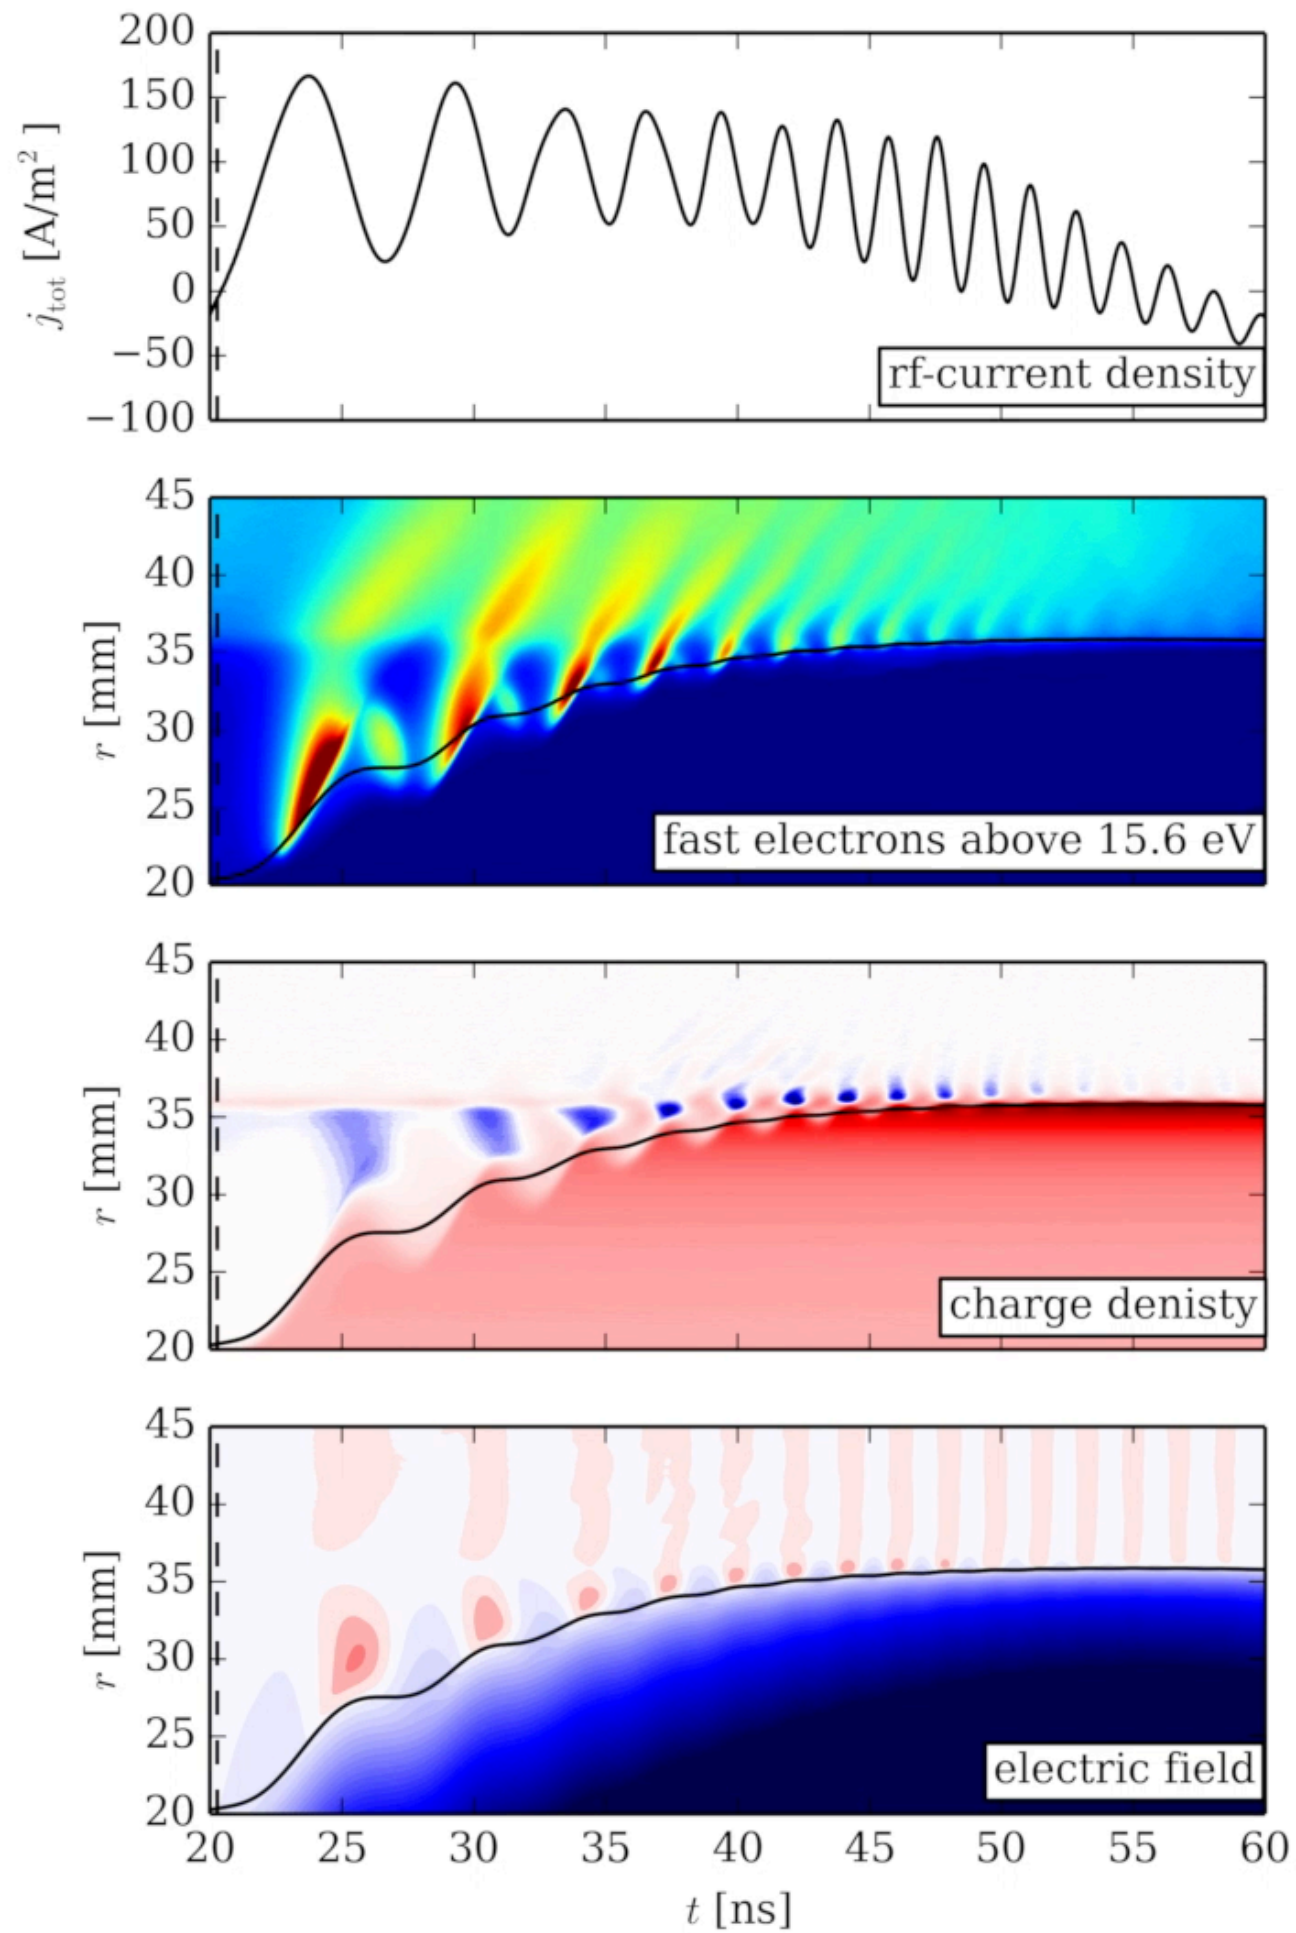 200
150
100
50
0
−50
−100
j_tot [A/m²]
rf-current density
45
40
35
30
25
20
r [mm]
fast electrons above 15.6 eV
45
40
35
30
25
20
r [mm]
charge denisty
45
40
35
30
25
20
r [mm]
electric field
20 25 30 35 40 45 50 55 60
t [ns]